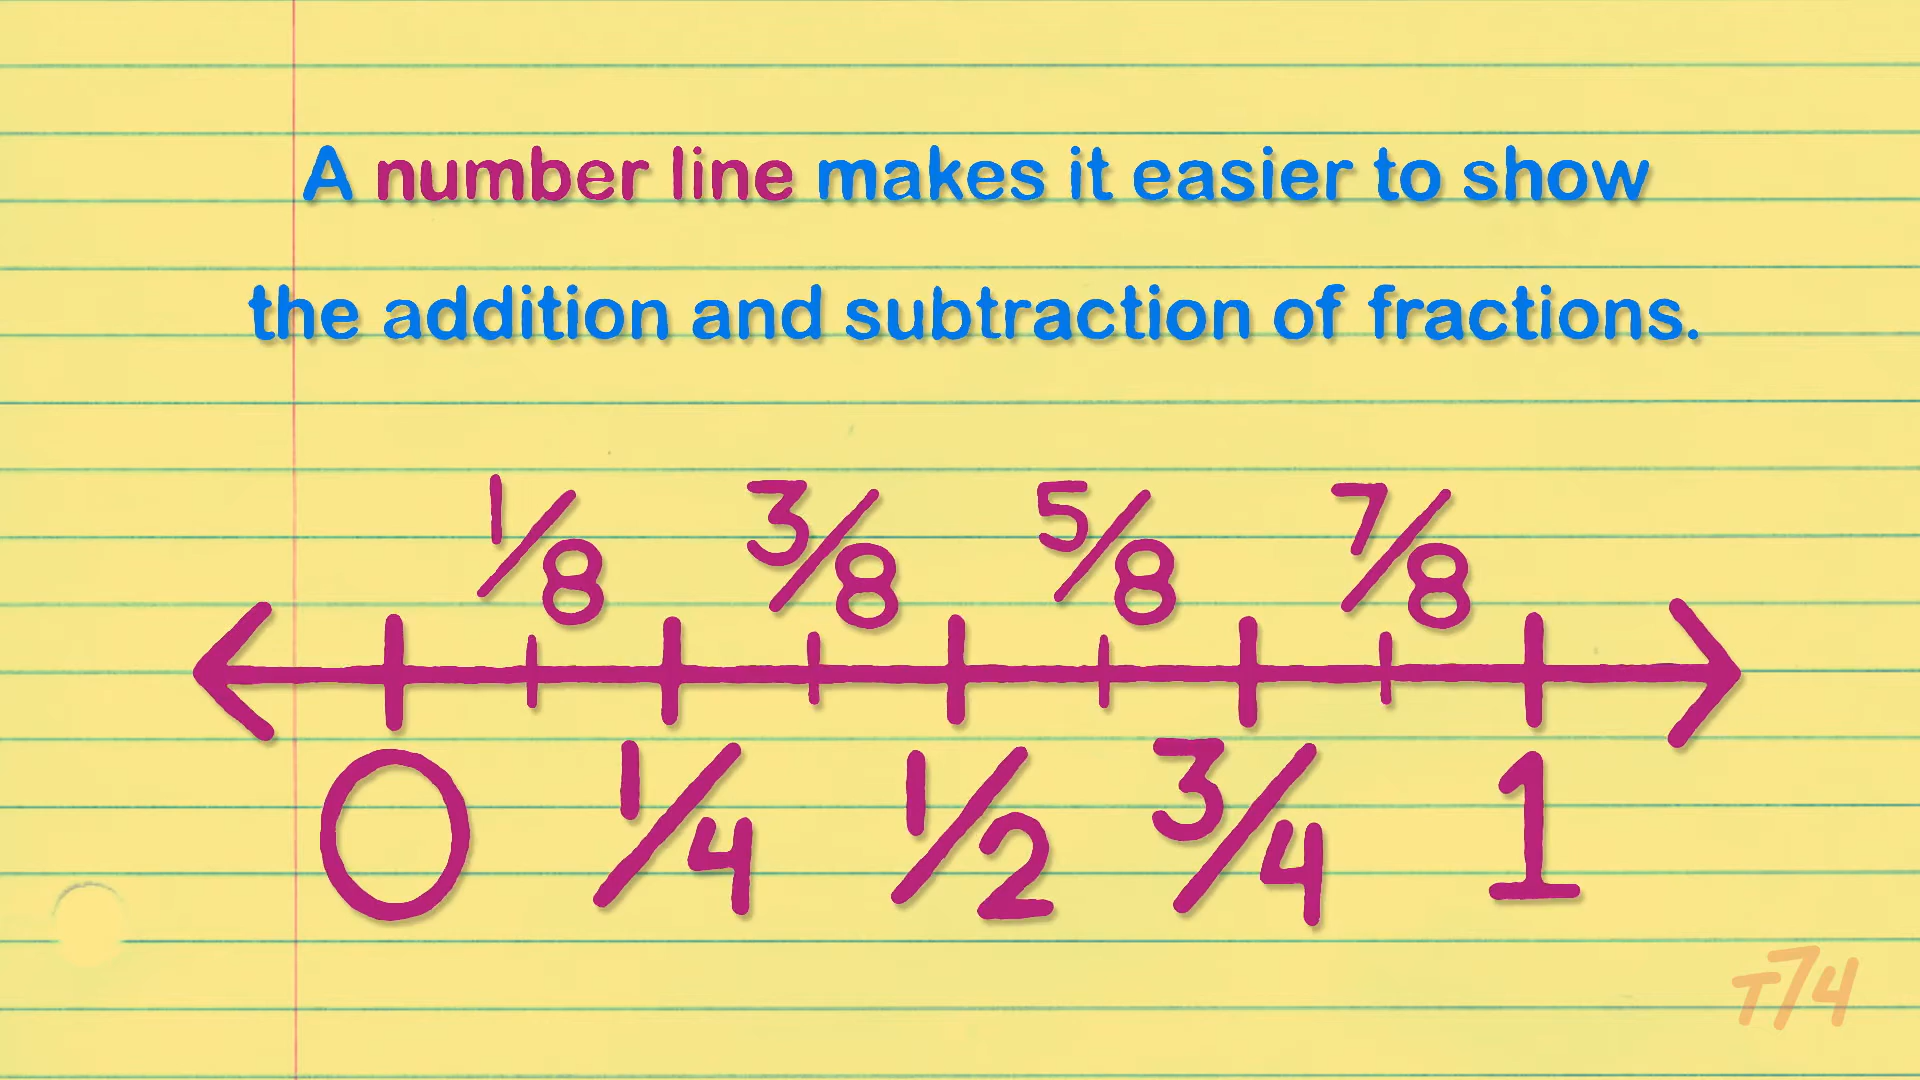 A number line makes it easier to show
the addition and subtraction of fractions.
1/8 3/8 5/8 7/8
0 1/4 1/2 3/4 1
T74